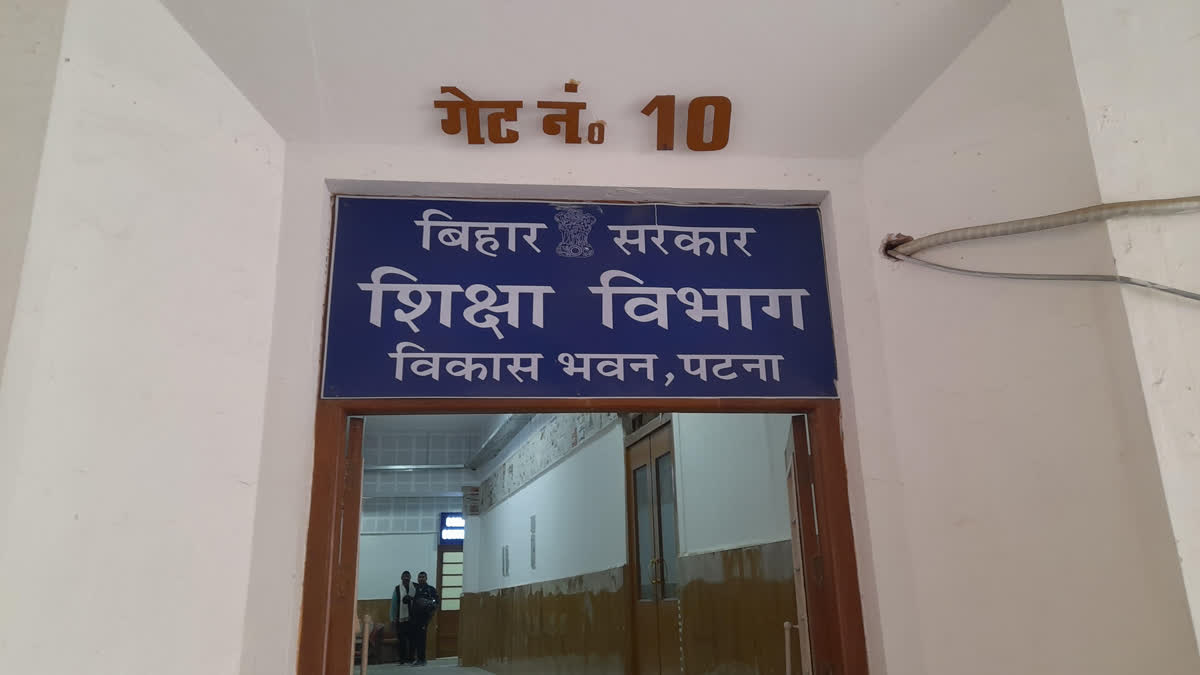 गेट नं० 10
बिहार सरकार
शिक्षा विभाग
विकास भवन, पटना